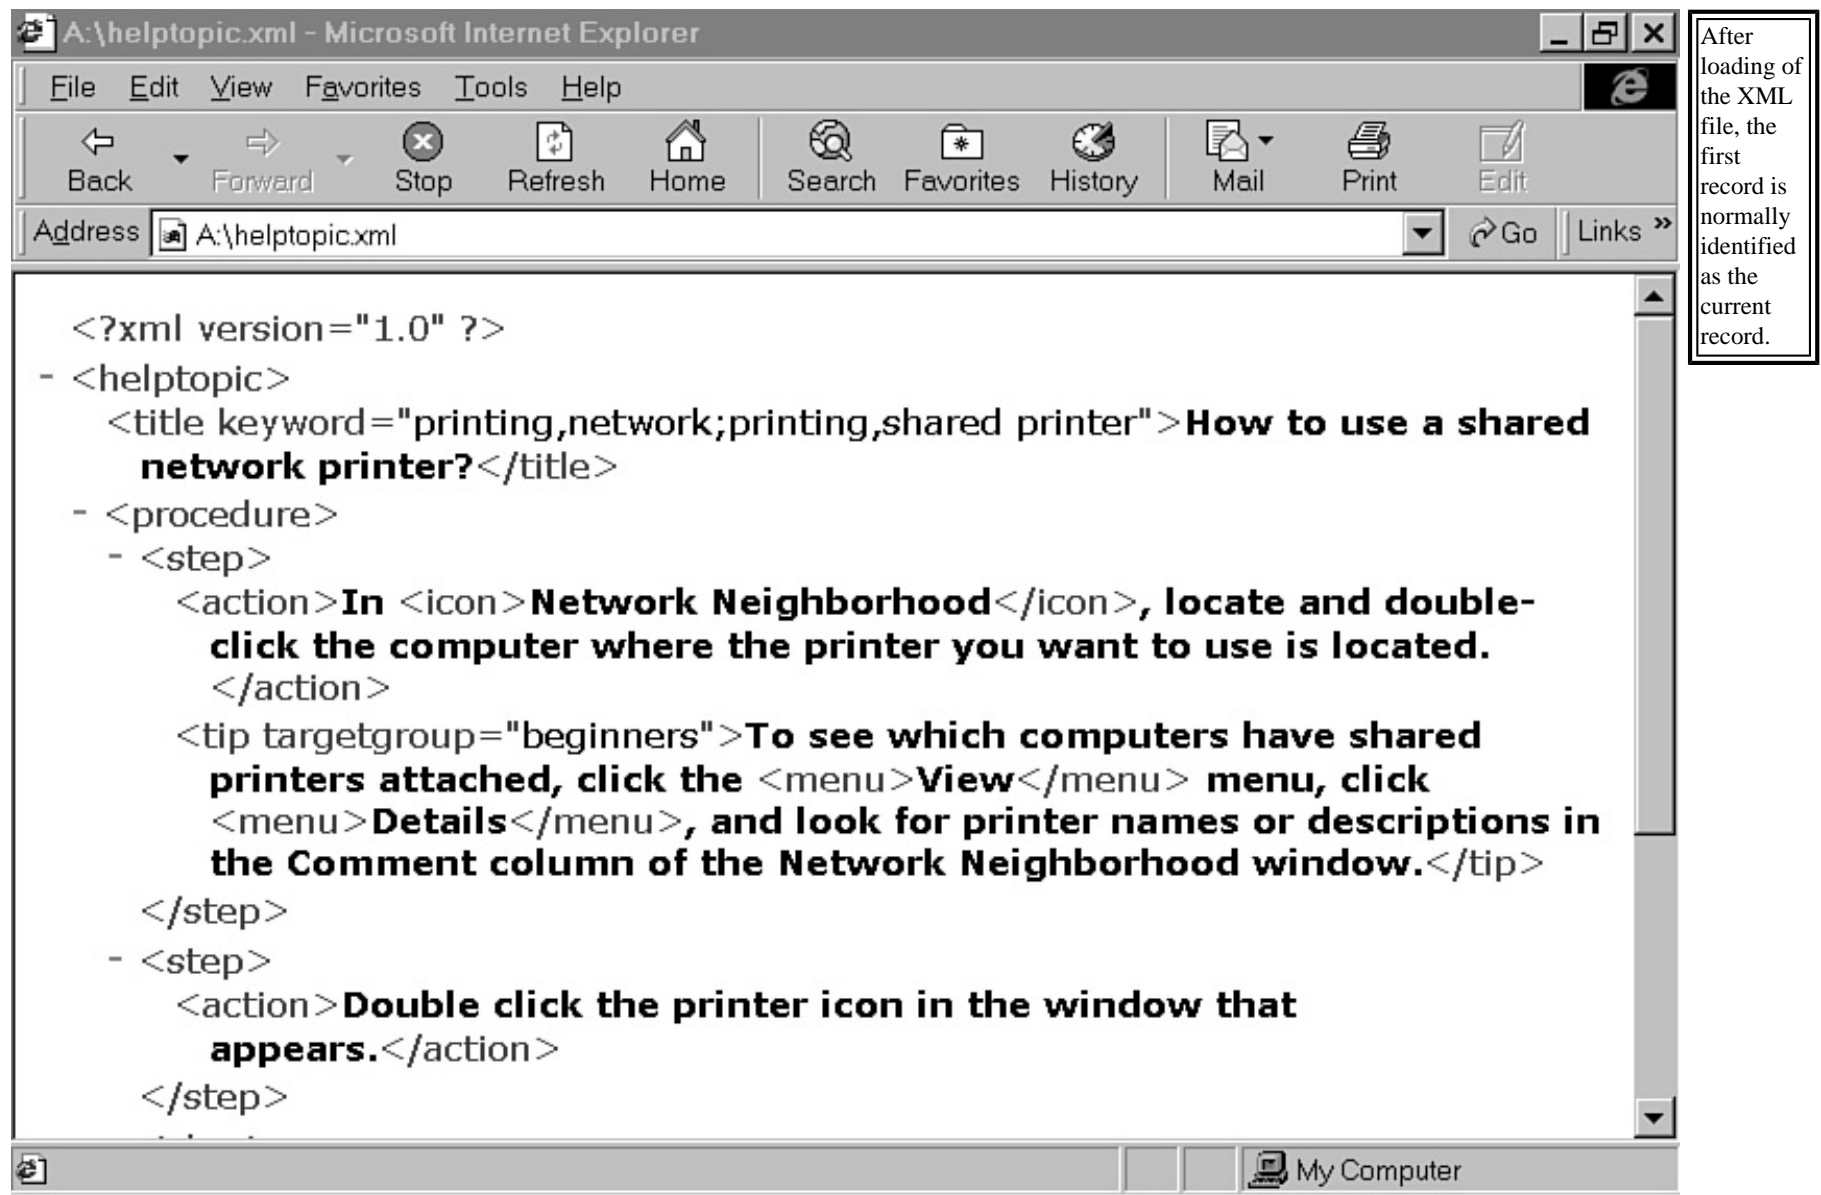 A:\helptopic.xml - Microsoft Internet Explorer
File Edit View Favorites Tools Help
Back Forward Stop Refresh Home Search Favorites History Mail Print Edit
Address A:\helptopic.xml Go Links »
<?xml version="1.0" ?>
- <helptopic>
<title keyword="printing,network;printing,shared printer">How to use a shared
network printer?</title>
- <procedure>
- <step>
<action>In <icon>Network Neighborhood</icon>, locate and double-
click the computer where the printer you want to use is located.
</action>
<tip targetgroup="beginners">To see which computers have shared
printers attached, click the <menu>View</menu> menu, click
<menu>Details</menu>, and look for printer names or descriptions in
the Comment column of the Network Neighborhood window.</tip>
</step>
- <step>
<action>Double click the printer icon in the window that
appears.</action>
</step>
My Computer
After
loading of
the XML
file, the
first
record is
normally
identified
as the
current
record.